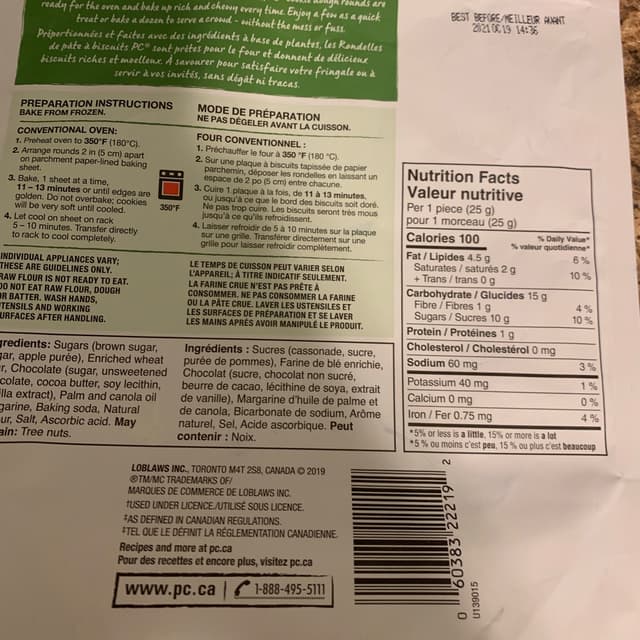 ready for the oven and bake up rich and chewy every time. Enjoy a few as a quick
treat or bake a dozen to serve a crowd - without the mess or fuss.
Préportionnées et faites avec des ingrédients à base de plantes, les Rondelles
de pâte à biscuits PC® sont prêtes pour le four et donnent de délicieux
biscuits riches et moelleux. À savourer pour satisfaire votre fringale ou à
servir à vos invités, sans dégât ni tracas.
BEST BEFORE/MEILLEUR AVANT
2021 OC 19 14:36
PREPARATION INSTRUCTIONS
BAKE FROM FROZEN.
CONVENTIONAL OVEN:
1. Preheat oven to 350°F (180°C).
2. Arrange rounds 2 in (5 cm) apart
on parchment paper-lined baking
sheet.
3. Bake, 1 sheet at a time,
11 – 13 minutes or until edges are
golden. Do not overbake; cookies
will be very soft until cooled.
4. Let cool on sheet on rack
5 – 10 minutes. Transfer directly
to rack to cool completely.
350°F
MODE DE PRÉPARATION
NE PAS DÉGELER AVANT LA CUISSON.
FOUR CONVENTIONNEL :
1. Préchauffer le four à 350 °F (180 °C).
2. Sur une plaque à biscuits tapissée de papier
parchemin, déposer les rondelles en laissant un
espace de 2 po (5 cm) entre chacune.
3. Cuire 1 plaque à la fois, de 11 à 13 minutes,
ou jusqu'à ce que le bord des biscuits soit doré.
Ne pas trop cuire. Les biscuits seront très mous
jusqu'à ce qu'ils refroidissent.
4. Laisser refroidir de 5 à 10 minutes sur la plaque
sur une grille. Transférer directement sur une
grille pour laisser refroidir complètement.
INDIVIDUAL APPLIANCES VARY;
THESE ARE GUIDELINES ONLY.
RAW FLOUR IS NOT READY TO EAT.
DO NOT EAT RAW FLOUR, DOUGH
OR BATTER. WASH HANDS,
UTENSILS AND WORKING
SURFACES AFTER HANDLING.
LE TEMPS DE CUISSON PEUT VARIER SELON
L'APPAREIL; À TITRE INDICATIF SEULEMENT.
LA FARINE CRUE N'EST PAS PRÊTE À
CONSOMMER. NE PAS CONSOMMER LA FARINE
OU LA PÂTE CRUE. LAVER LES USTENSILES ET
LES SURFACES DE PRÉPARATION ET SE LAVER
LES MAINS APRÈS AVOIR MANIPULÉ LE PRODUIT.
gredients: Sugars (brown sugar,
gar, apple purée), Enriched wheat
r, Chocolate (sugar, unsweetened
colate, cocoa butter, soy lecithin,
illa extract), Palm and canola oil
garine, Baking soda, Natural
ur, Salt, Ascorbic acid. May
ain: Tree nuts.
Ingrédients : Sucres (cassonade, sucre,
purée de pommes), Farine de blé enrichie,
Chocolat (sucre, chocolat non sucré,
beurre de cacao, lécithine de soya, extrait
de vanille), Margarine d'huile de palme et
de canola, Bicarbonate de sodium, Arôme
naturel, Sel, Acide ascorbique. Peut
contenir : Noix.
Nutrition Facts
Valeur nutritive
Per 1 piece (25 g)
pour 1 morceau (25 g)
Calories 100
% Daily Value*
% valeur quotidienne*
Fat / Lipides 4.5 g 6 %
Saturates / saturés 2 g
+ Trans / trans 0 g 10 %
Carbohydrate / Glucides 15 g
Fibre / Fibres 1 g 4 %
Sugars / Sucres 10 g 10 %
Protein / Protéines 1 g
Cholesterol / Cholestérol 0 mg
Sodium 60 mg 3 %
Potassium 40 mg 1 %
Calcium 0 mg 0 %
Iron / Fer 0.75 mg 4 %
*5% or less is a little, 15% or more is a lot
*5 % ou moins c'est peu, 15 % ou plus c'est beaucoup
LOBLAWS INC., TORONTO M4T 2S8, CANADA © 2019
®TM/MC TRADEMARKS OF/
MARQUES DE COMMERCE DE LOBLAWS INC.
†USED UNDER LICENCE/UTILISÉ SOUS LICENCE.
‡AS DEFINED IN CANADIAN REGULATIONS.
‡TEL QUE LE DÉFINIT LA RÉGLEMENTATION CANADIENNE.
Recipes and more at pc.ca
Pour des recettes et encore plus, visitez pc.ca
www.pc.ca 1-888-495-5111
0 60383 22219 2
U139015